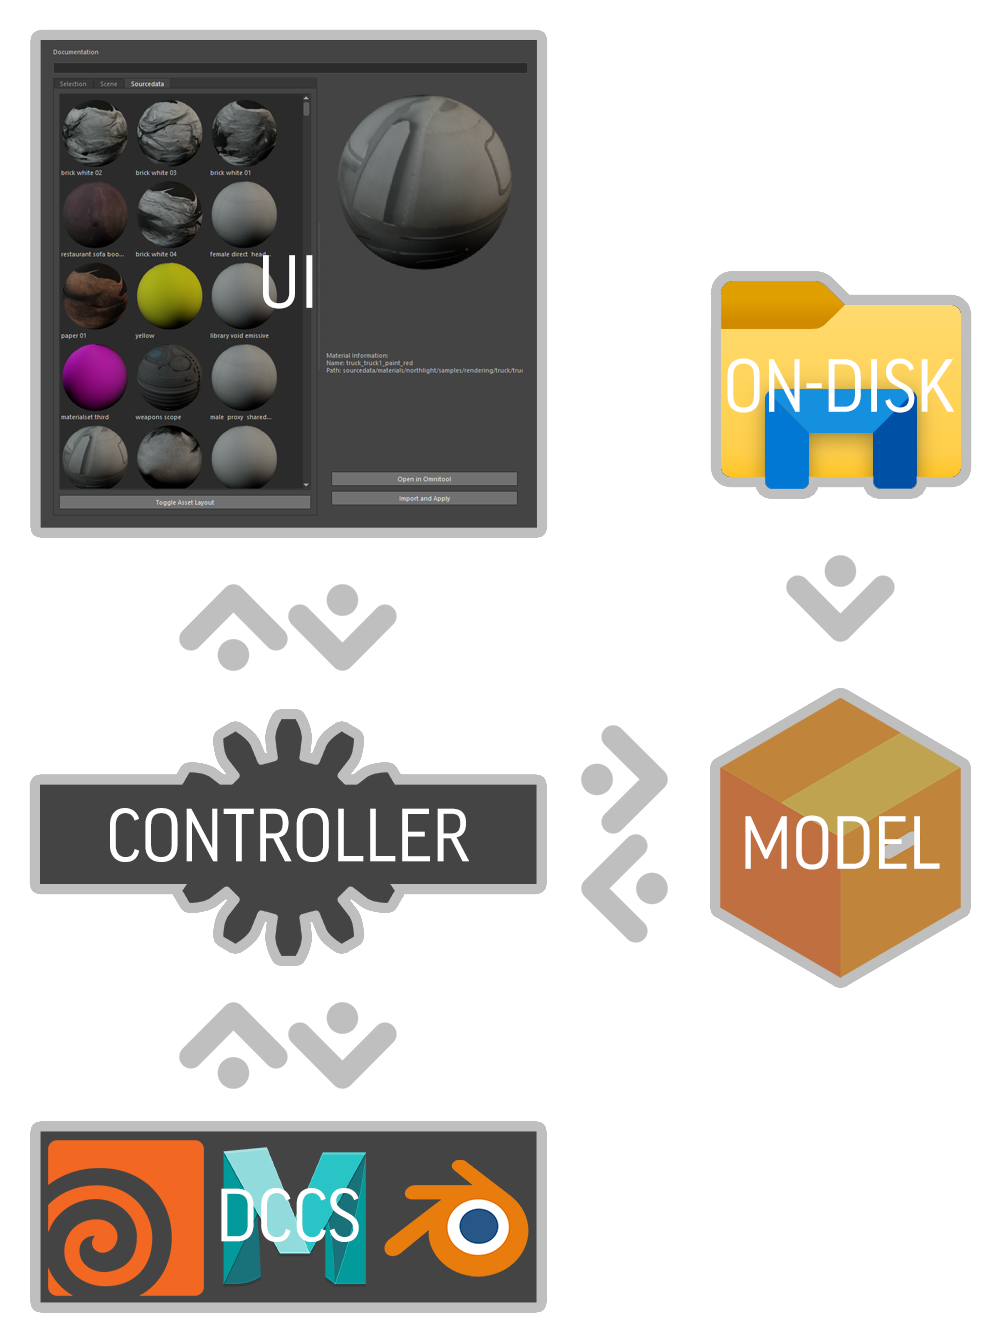 Documentation
Selection Scene Sourcedata
brick white 02 brick white 03 brick white 01
restaurant sofa boo... brick white 04 female direct head...
UI
paper 01 yellow library void emissive
materialset third weapons scope male proxy shared...
Toggle Asset Layout
Material Information:
Name: truck_truck1_paint_red
Path: sourcedata/materials/northlight/samples/rendering/truck/truc
Open in Omnitool
Import and Apply
ON-DISK
CONTROLLER
MODEL
DCCS